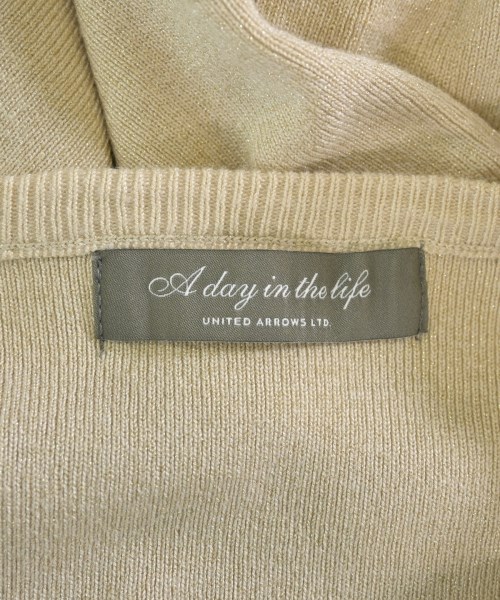 A day in the life
UNITED ARROWS LTD.